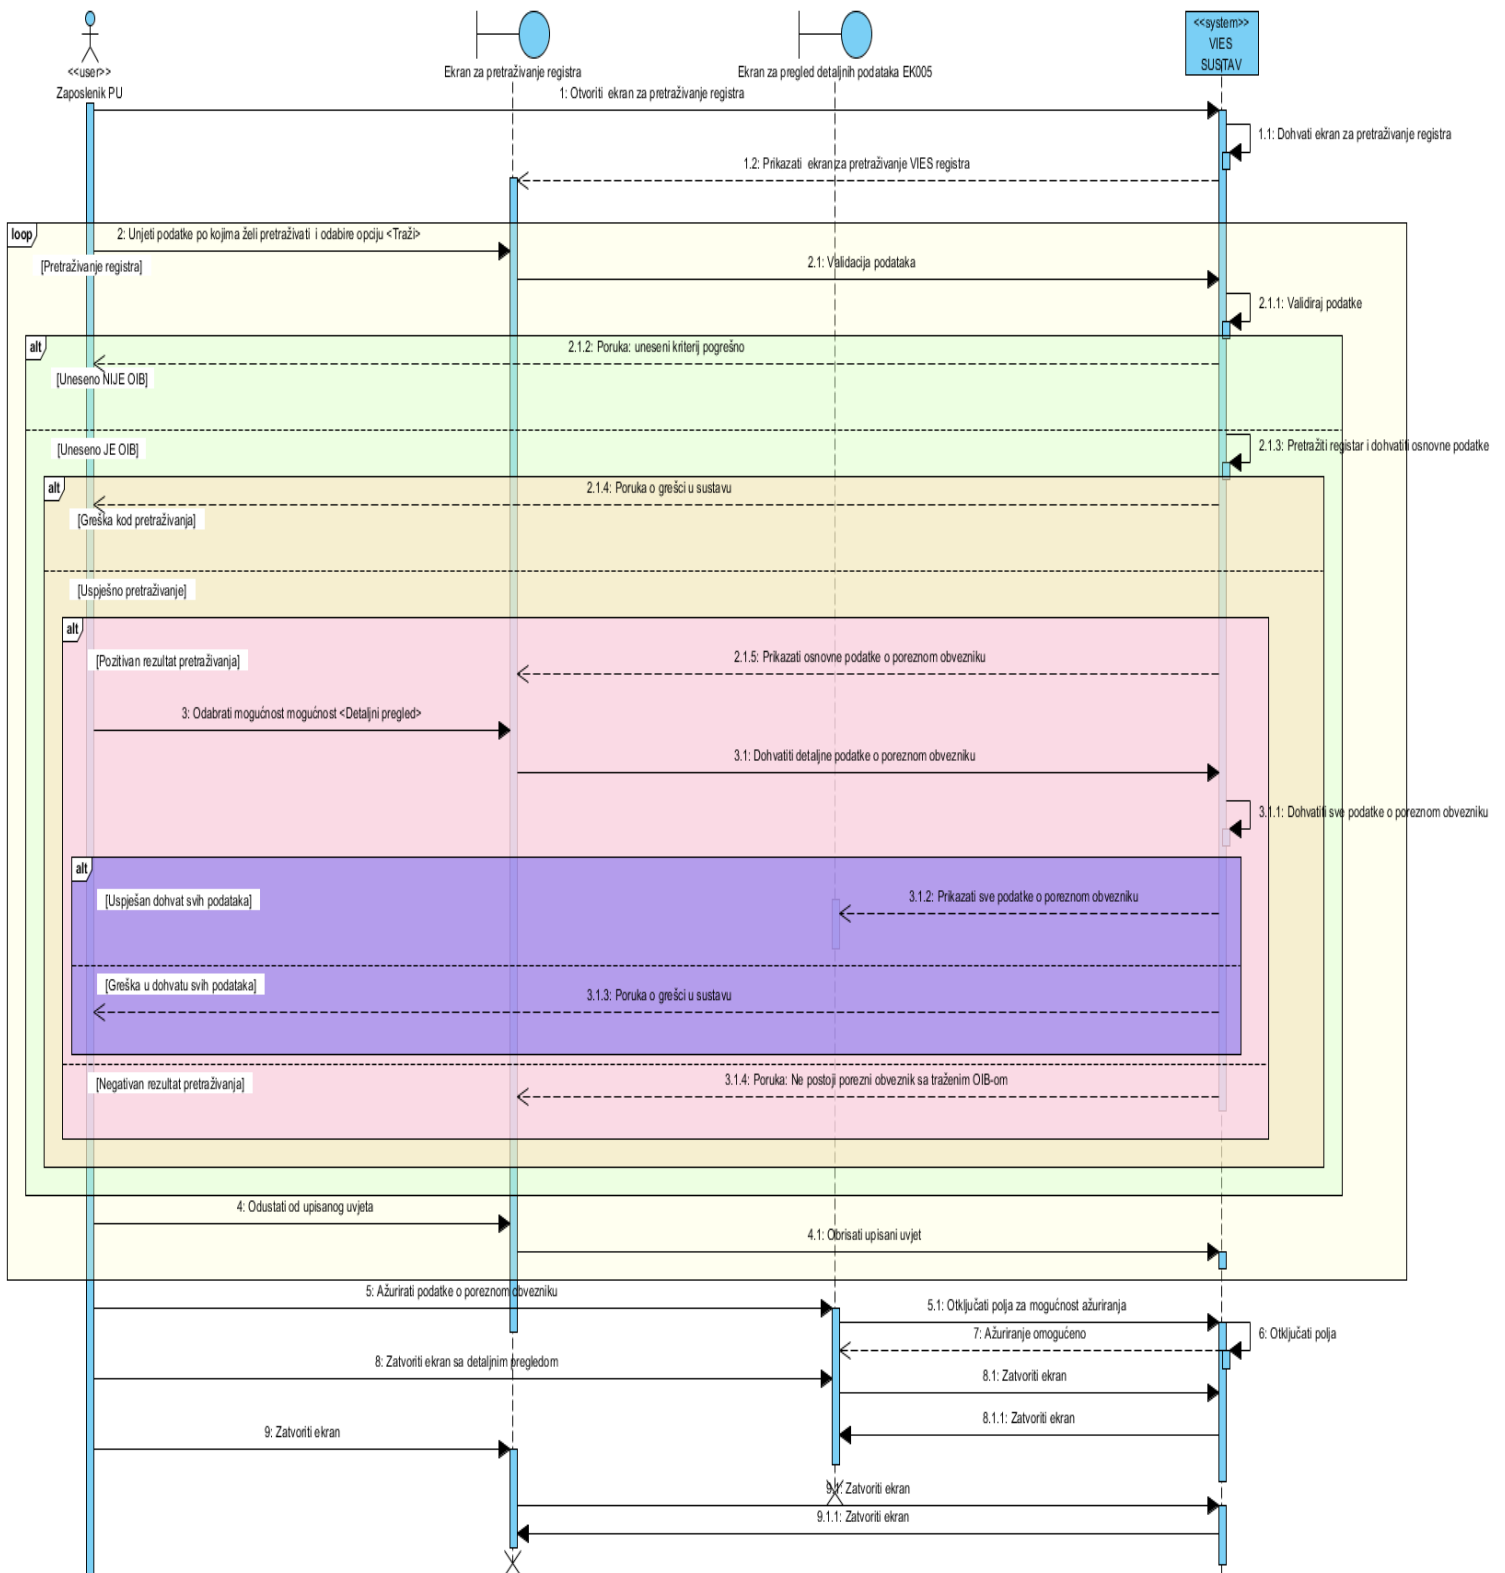 <<user>>
Zaposlenik PU
Ekran za pretraživanje registra
Ekran za pregled detaljnih podataka EK005
<<system>>
VIES
SUSTAV
1: Otvoriti ekran za pretraživanje registra
1.1: Dohvati ekran za pretraživanje registra
1.2: Prikazati ekran za pretraživanje VIES registra
loop
2: Unjeti podatke po kojima želi pretraživati i odabire opciju <Traži>
[Pretraživanje registra]
2.1: Validacija podataka
2.1.1: Validiraj podatke
alt
2.1.2: Poruka: uneseni kriterij pogrešno
[Uneseno NIJE OIB]
[Uneseno JE OIB]
2.1.3: Pretražiti registar i dohvatiti osnovne podatke
alt
2.1.4: Poruka o grešci u sustavu
[Greška kod pretraživanja]
[Uspješno pretraživanje]
alt
[Pozitivan rezultat pretraživanja]
2.1.5: Prikazati osnovne podatke o poreznom obvezniku
3: Odabrati mogućnost mogućnost <Detaljni pregled>
3.1: Dohvatiti detaljne podatke o poreznom obvezniku
3.1.1: Dohvatiti sve podatke o poreznom obvezniku
alt
[Uspješan dohvat svih podataka]
3.1.2: Prikazati sve podatke o poreznom obvezniku
[Greška u dohvatu svih podataka]
3.1.3: Poruka o grešci u sustavu
[Negativan rezultat pretraživanja]
3.1.4: Poruka: Ne postoji porezni obveznik sa traženim OIB-om
4: Odustati od upisanog uvjeta
4.1: Obrisati upisani uvjet
5: Ažurirati podatke o poreznom obvezniku
5.1: Otključati polja za mogućnost ažuriranja
7: Ažuriranje omogućeno
6: Otključati polja
8: Zatvoriti ekran sa detaljnim pregledom
8.1: Zatvoriti ekran
8.1.1: Zatvoriti ekran
9: Zatvoriti ekran
9.1: Zatvoriti ekran
9.1.1: Zatvoriti ekran